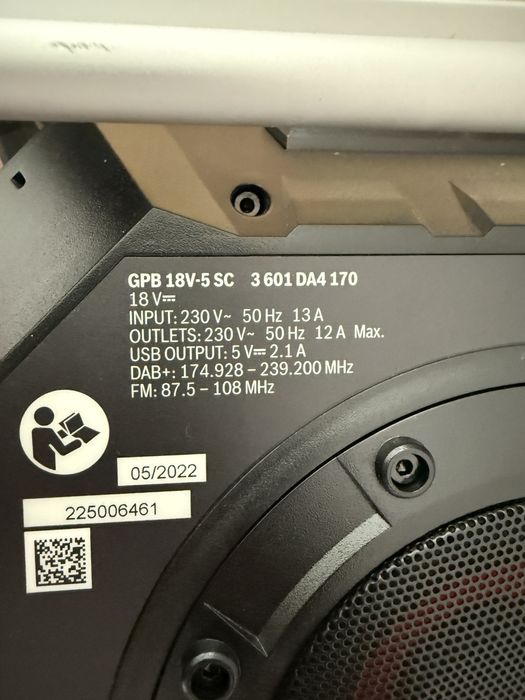 GPB 18V-5 SC 3 601 DA4 170
18 V⎓
INPUT: 230 V~ 50 Hz 13 A
OUTLETS: 230 V~ 50 Hz 12 A Max.
USB OUTPUT: 5 V⎓ 2.1 A
DAB+: 174.928 – 239.200 MHz
FM: 87.5 – 108 MHz
05/2022
225006461